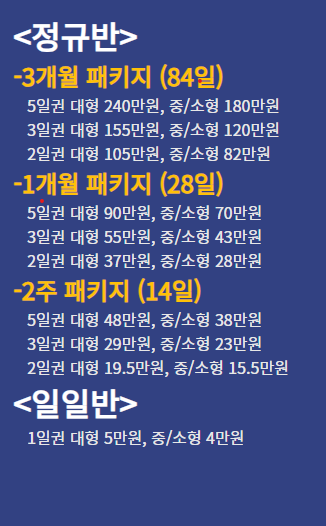 <정규반>
-3개월 패키지 (84일)
5일권 대형 240만원, 중/소형 180만원
3일권 대형 155만원, 중/소형 120만원
2일권 대형 105만원, 중/소형 82만원
-1개월 패키지 (28일)
5일권 대형 90만원, 중/소형 70만원
3일권 대형 55만원, 중/소형 43만원
2일권 대형 37만원, 중/소형 28만원
-2주 패키지 (14일)
5일권 대형 48만원, 중/소형 38만원
3일권 대형 29만원, 중/소형 23만원
2일권 대형 19.5만원, 중/소형 15.5만원
<일일반>
1일권 대형 5만원, 중/소형 4만원